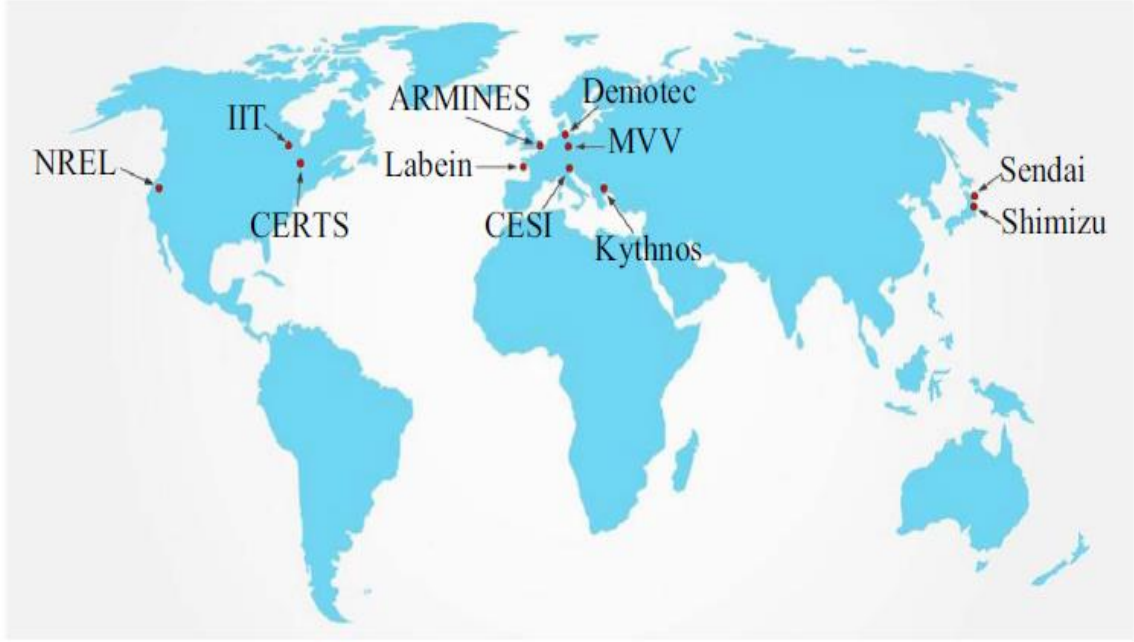 ARMINES
Demotec
IIT
MVV
NREL
Labein
Sendai
CERTS
CESI
Shimizu
Kythnos